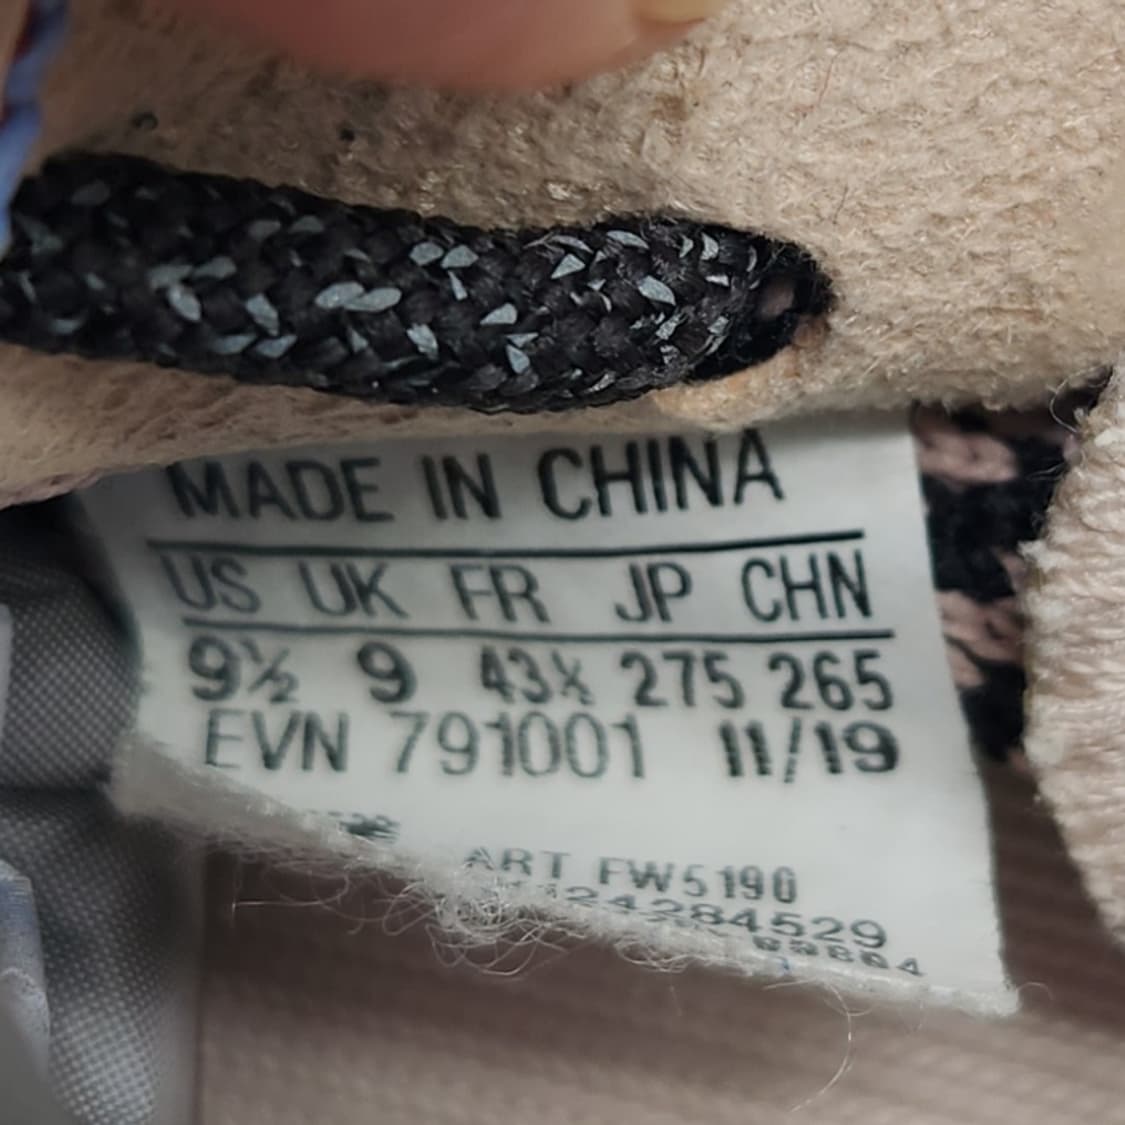 MADE IN CHINA
US UK FR JP CHN
9½ 9 43⅓ 275 265
EVN 791001 11/19
ART FW5190
24284529